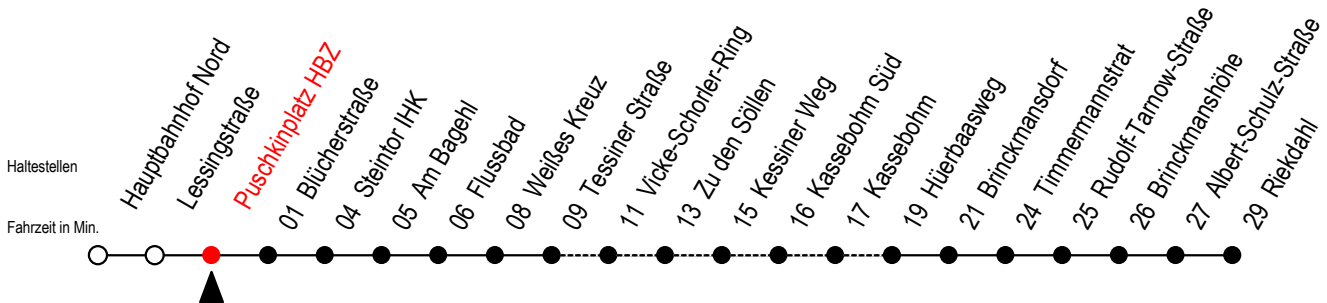 Haltestellen
Fahrzeit in Min.
Hauptbahnhof Nord
Lessingstraße
Puschkinplatz HBZ
01 Blücherstraße
04 Steintor IHK
05 Am Bagehl
06 Flussbad
08 Weißes Kreuz
09 Tessiner Straße
11 Vicke-Schorler-Ring
13 Zu den Söllen
15 Kessiner Weg
16 Kassebohm Süd
17 Kassebohm
19 Hüerbaasweg
21 Brinckmansdorf
24 Timmermannstrat
25 Rudolf-Tarnow-Straße
26 Brinckmanshöhe
27 Albert-Schulz-Straße
29 Riekdahl